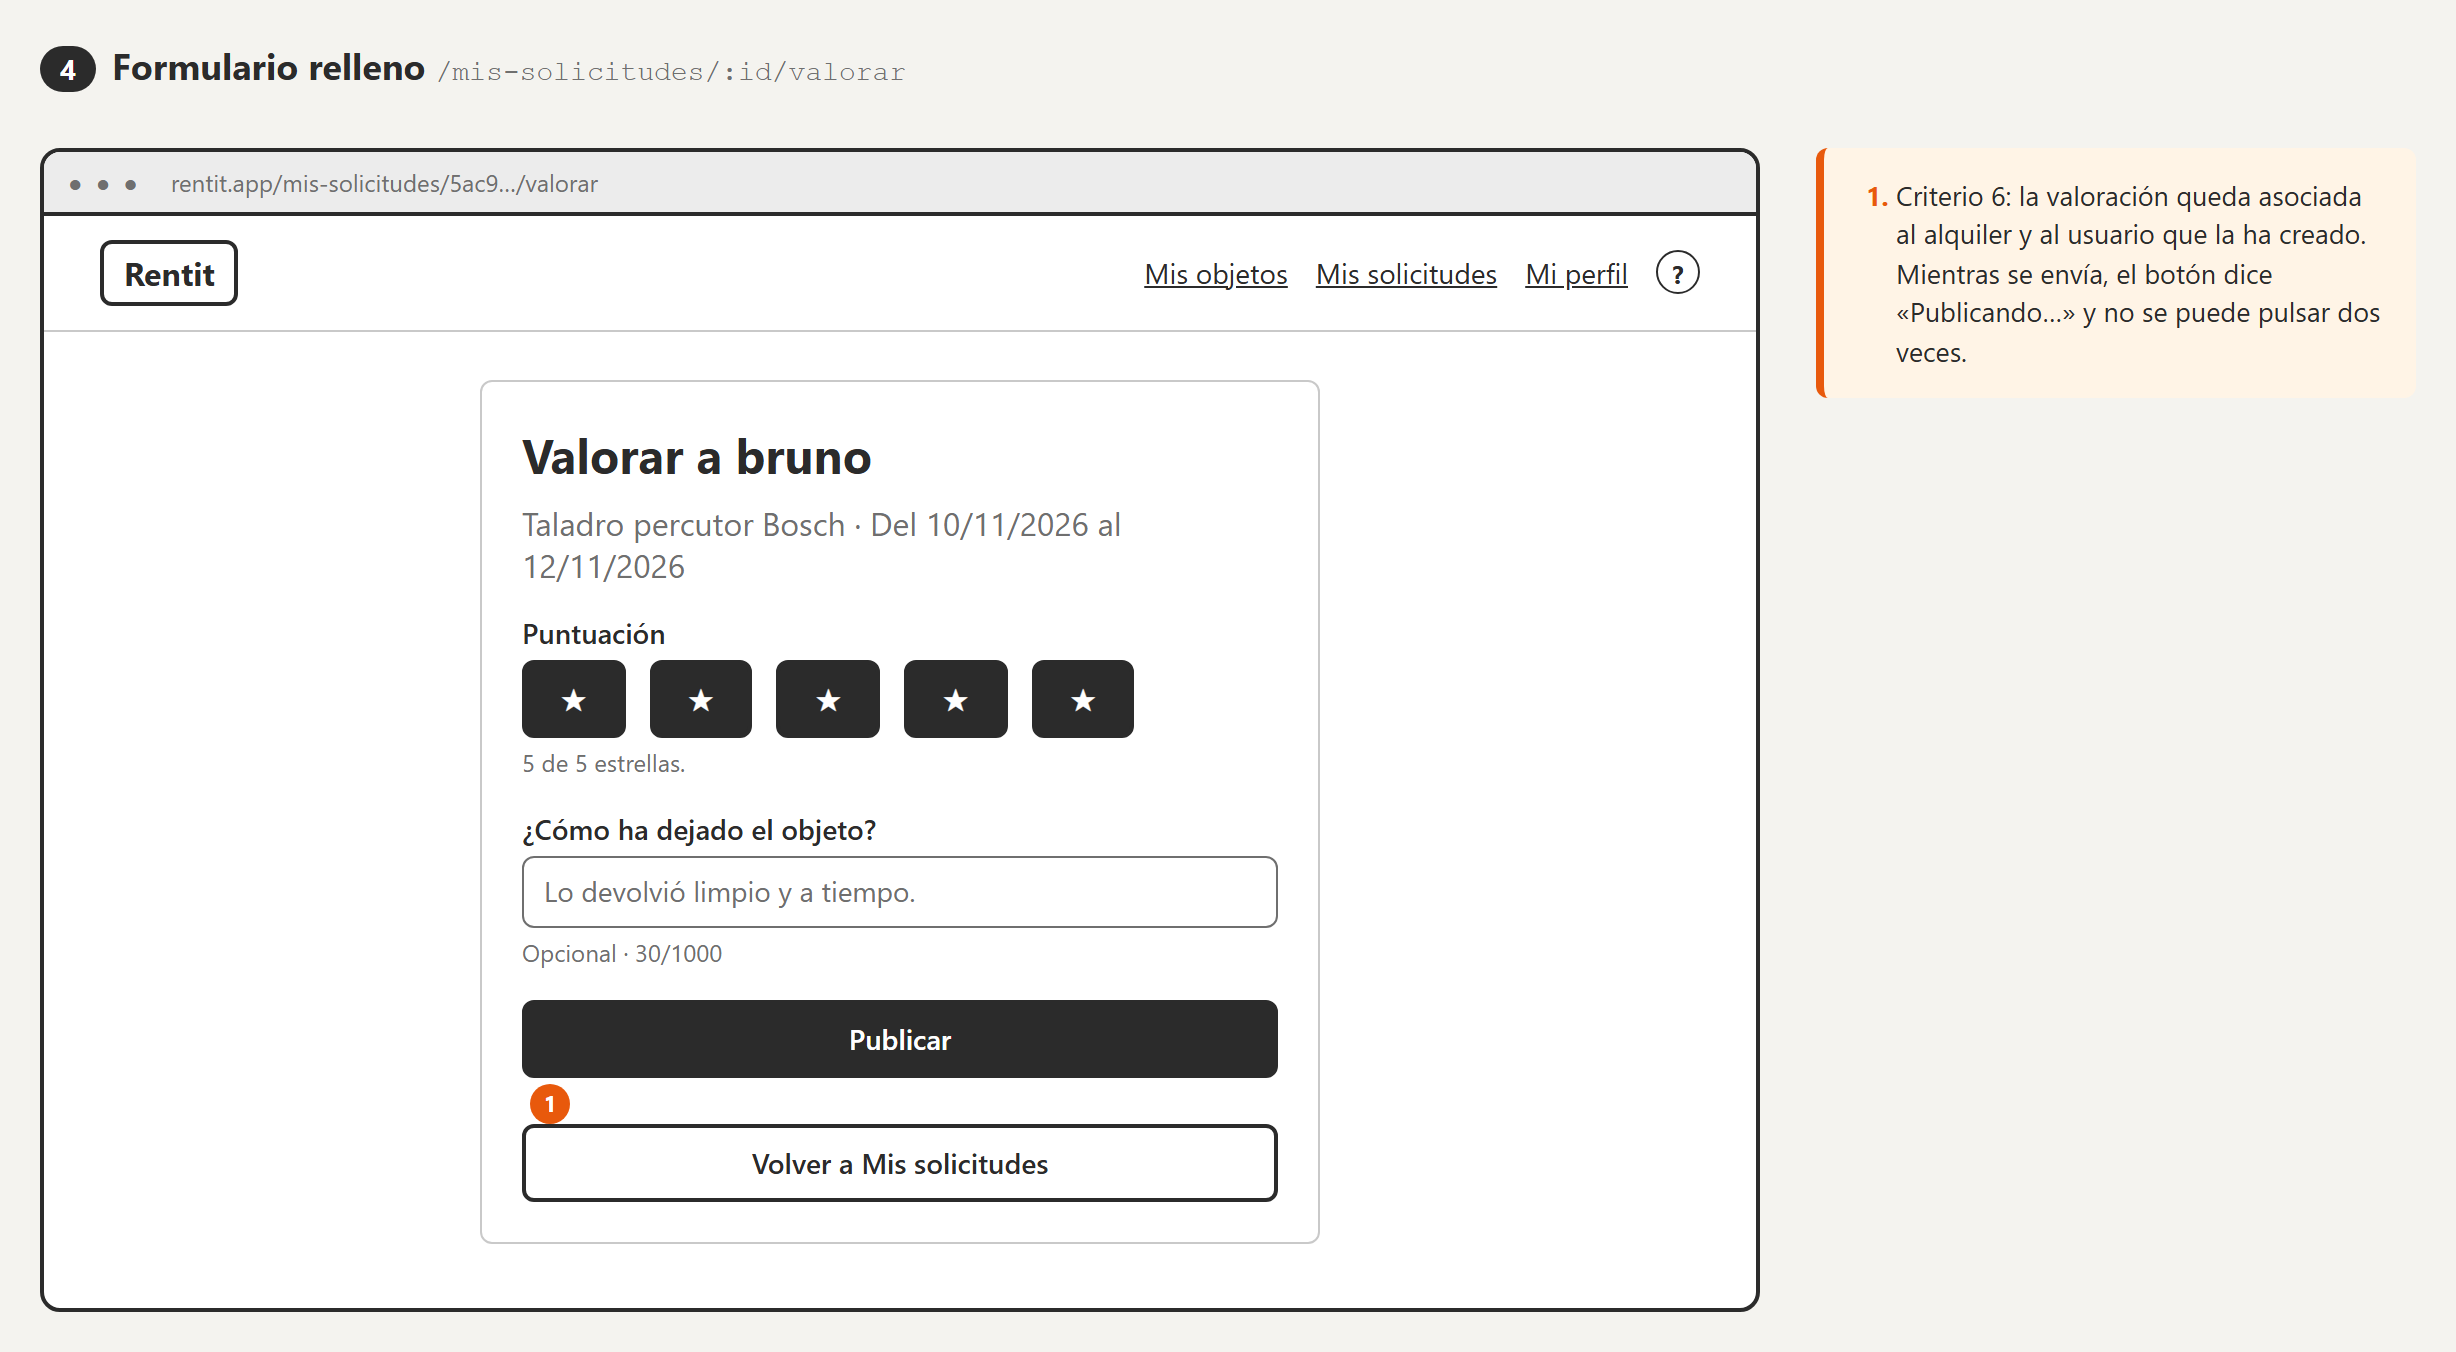 4 Formulario relleno /mis-solicitudes/:id/valorar
rentit.app/mis-solicitudes/5ac9.../valorar
Rentit
Mis objetos Mis solicitudes Mi perfil ?
Valorar a bruno
Taladro percutor Bosch · Del 10/11/2026 al
12/11/2026
Puntuación
★ ★ ★ ★ ★
5 de 5 estrellas.
¿Cómo ha dejado el objeto?
Lo devolvió limpio y a tiempo.
Opcional · 30/1000
Publicar
1
Volver a Mis solicitudes
1. Criterio 6: la valoración queda asociada
al alquiler y al usuario que la ha creado.
Mientras se envía, el botón dice
«Publicando...» y no se puede pulsar dos
veces.